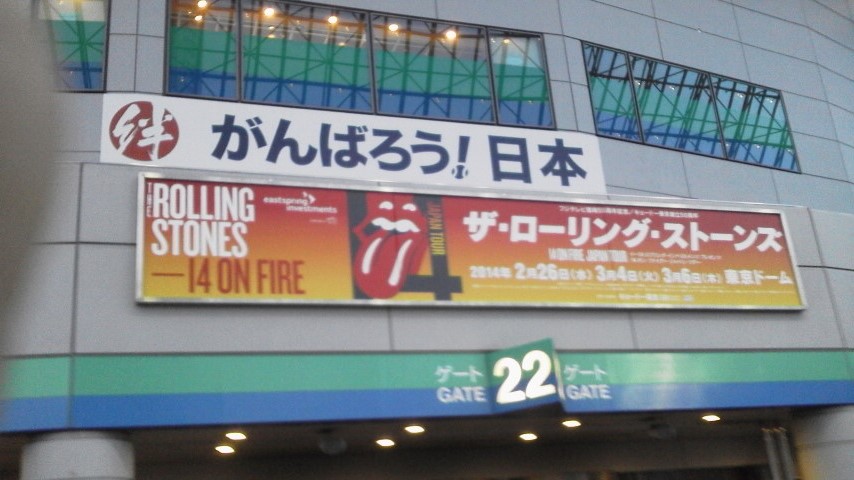 絆 がんばろう!日本
THE
ROLLING
STONES
—14 ON FIRE
eastspring
investments
JAPAN TOUR
ザ・ローリング・ストーンズ
14 ON FIRE JAPAN TOUR
2014年 2月26日(水) 3月4日(火) 3月6日(木) 東京ドーム
ゲート 22 ゲート
GATE GATE